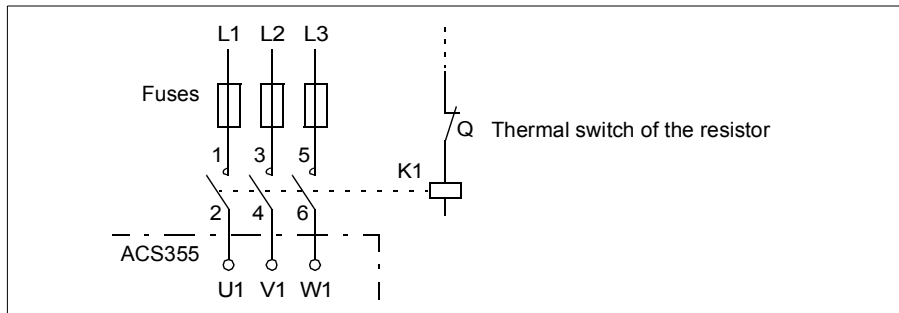 L1 L2 L3
Fuses
Q Thermal switch of the resistor
1 3 5
K1
2 4 6
ACS355
U1 V1 W1